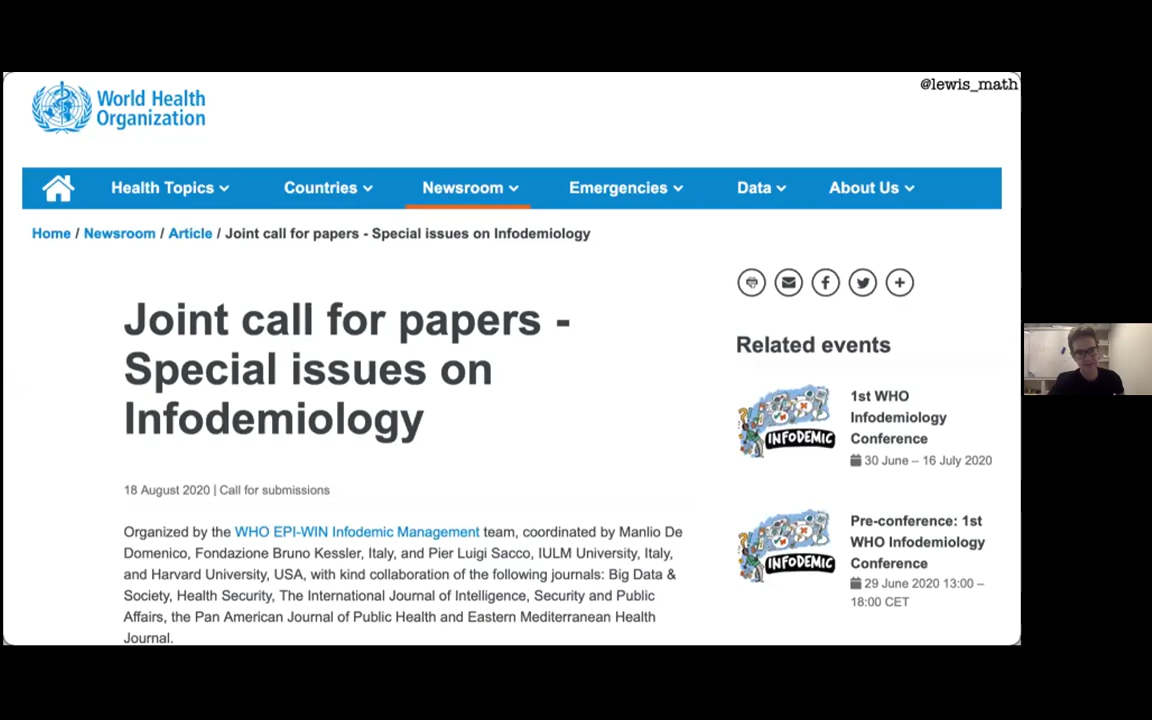 @lewis_math
World Health
Organization
Health Topics
Countries
Newsroom
Emergencies
Data
About Us
Home / Newsroom / Article / Joint call for papers - Special issues on Infodemiology
Joint call for papers -
Special issues on
Infodemiology
18 August 2020 | Call for submissions
Organized by the WHO EPI-WIN Infodemic Management team, coordinated by Manlio De
Domenico, Fondazione Bruno Kessler, Italy, and Pier Luigi Sacco, IULM University, Italy,
and Harvard University, USA, with kind collaboration of the following journals: Big Data &
Society, Health Security, The International Journal of Intelligence, Security and Public
Affairs, the Pan American Journal of Public Health and Eastern Mediterranean Health
Journal.
Related events
INFODEMIC
1st WHO
Infodemiology
Conference
30 June – 16 July 2020
INFODEMIC
Pre-conference: 1st
WHO Infodemiology
Conference
29 June 2020 13:00 –
18:00 CET